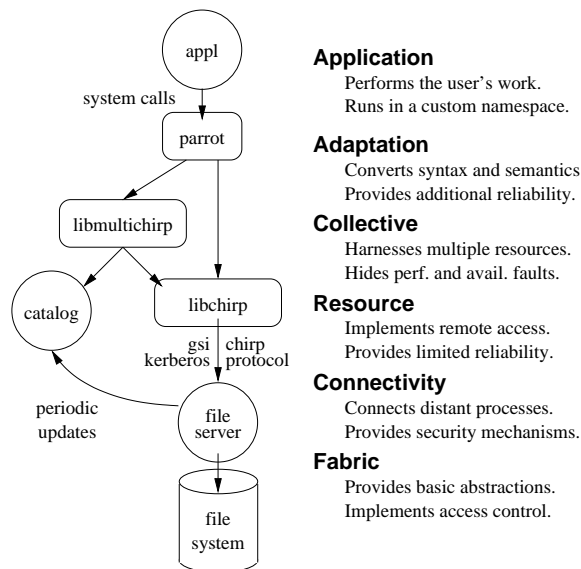 appl
system calls
parrot
libmultichirp
catalog
libchirp
gsi chirp
kerberos protocol
periodic
updates
file
server
file
system
Application
Performs the user's work.
Runs in a custom namespace.
Adaptation
Converts syntax and semantics
Provides additional reliability.
Collective
Harnesses multiple resources.
Hides perf. and avail. faults.
Resource
Implements remote access.
Provides limited reliability.
Connectivity
Connects distant processes.
Provides security mechanisms.
Fabric
Provides basic abstractions.
Implements access control.